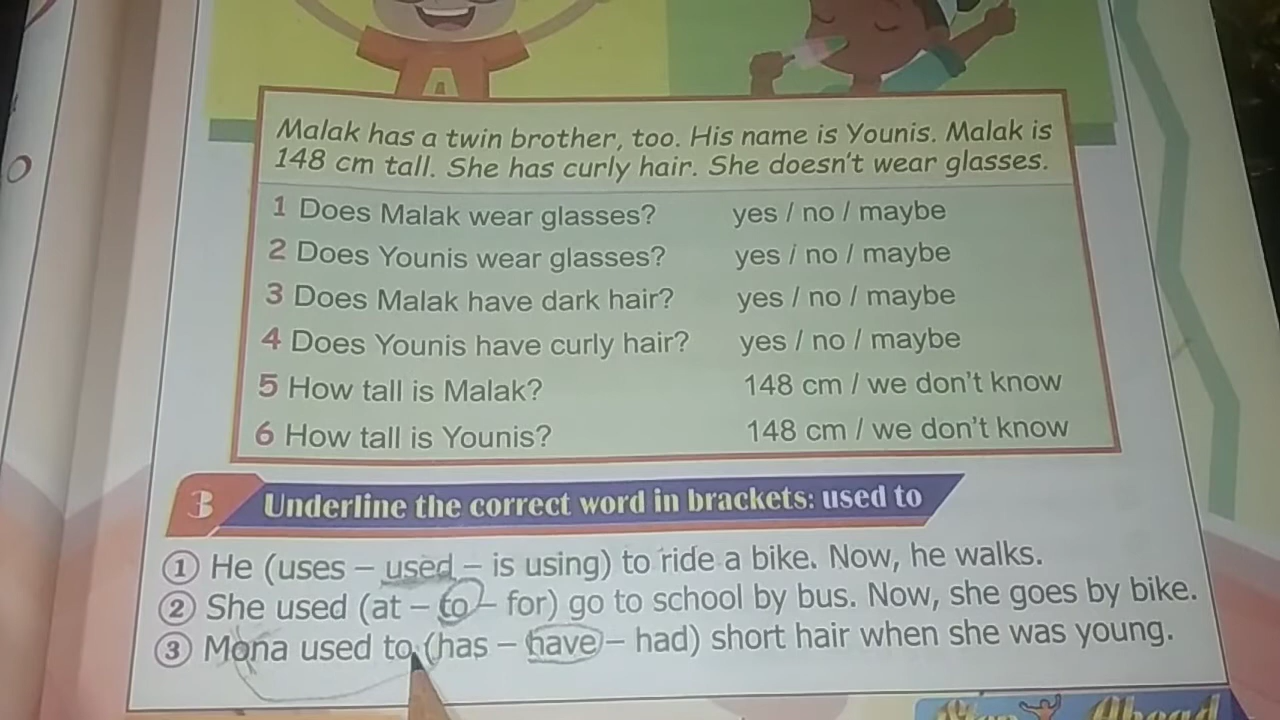 A
Malak has a twin brother, too. His name is Younis. Malak is
148 cm tall. She has curly hair. She doesn't wear glasses.
1 Does Malak wear glasses? yes / no / maybe
2 Does Younis wear glasses? yes / no / maybe
3 Does Malak have dark hair? yes / no / maybe
4 Does Younis have curly hair? yes / no / maybe
5 How tall is Malak? 148 cm / we don't know
6 How tall is Younis? 148 cm / we don't know
3 Underline the correct word in brackets: used to
1 He (uses – used – is using) to ride a bike. Now, he walks.
2 She used (at – to – for) go to school by bus. Now, she goes by bike.
3 Mona used to (has – have – had) short hair when she was young.
Ahead